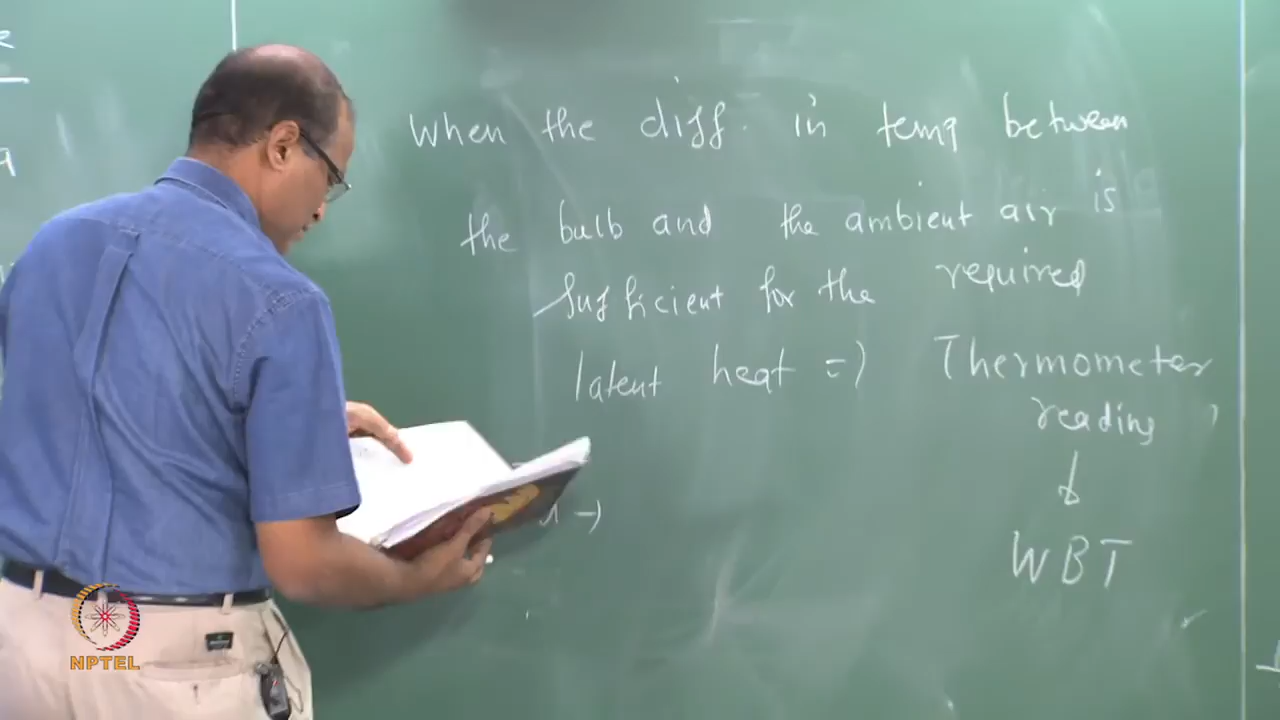 When the diff. in temp between
the bulb and the ambient air is
sufficient for the required
latent heat =) Thermometer
reading
↓
WBT
NPTEL